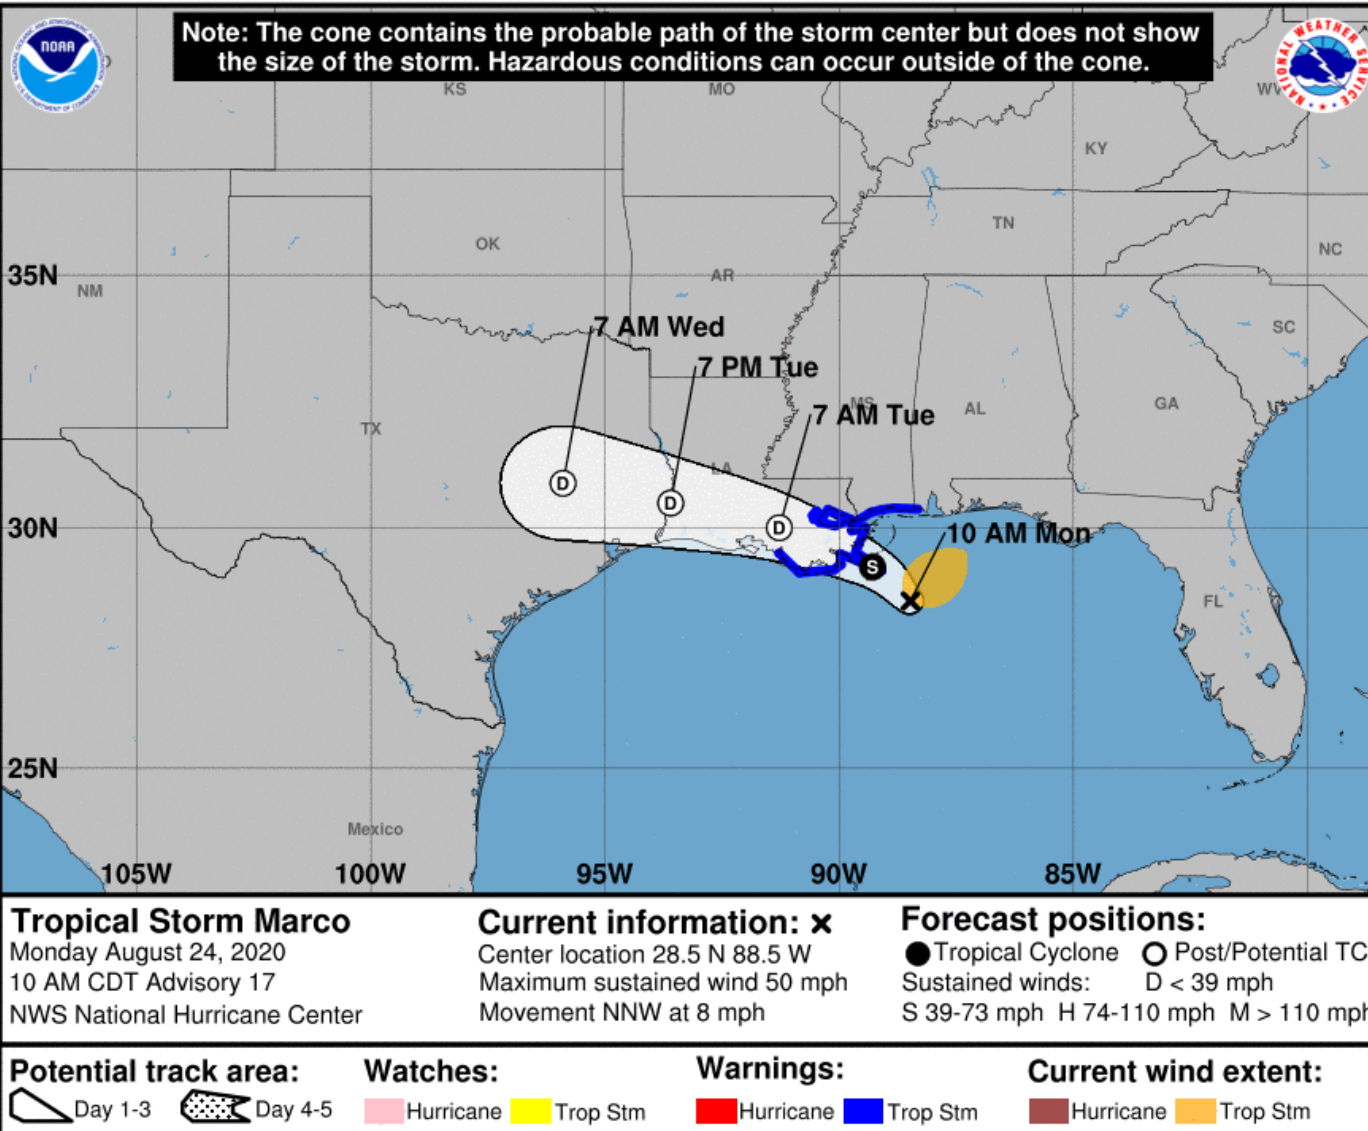 Note: The cone contains the probable path of the storm center but does not show
the size of the storm. Hazardous conditions can occur outside of the cone.
NOAA
NATIONAL WEATHER SERVICE
KS
MO
WV
KY
OK
TN
NC
35N
NM
AR
SC
7 AM Wed
7 PM Tue
MS
7 AM Tue
AL
GA
TX
LA
D
D
D
30N
10 AM Mon
S
FL
25N
Mexico
105W
100W
95W
90W
85W
Tropical Storm Marco
Monday August 24, 2020
10 AM CDT Advisory 17
NWS National Hurricane Center
Current information: ×
Center location 28.5 N 88.5 W
Maximum sustained wind 50 mph
Movement NNW at 8 mph
Forecast positions:
Tropical Cyclone Post/Potential TC
Sustained winds: D < 39 mph
S 39-73 mph H 74-110 mph M > 110 mph
Potential track area:
Day 1-3 Day 4-5
Watches:
Hurricane Trop Stm
Warnings:
Hurricane Trop Stm
Current wind extent:
Hurricane Trop Stm